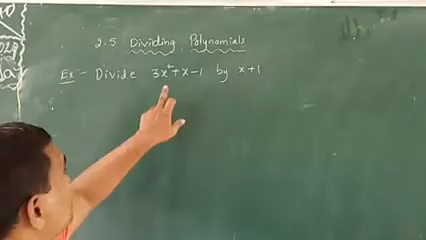 2.5 Dividing Polynomials
Ex:- Divide 3x²+x-1 by x+1